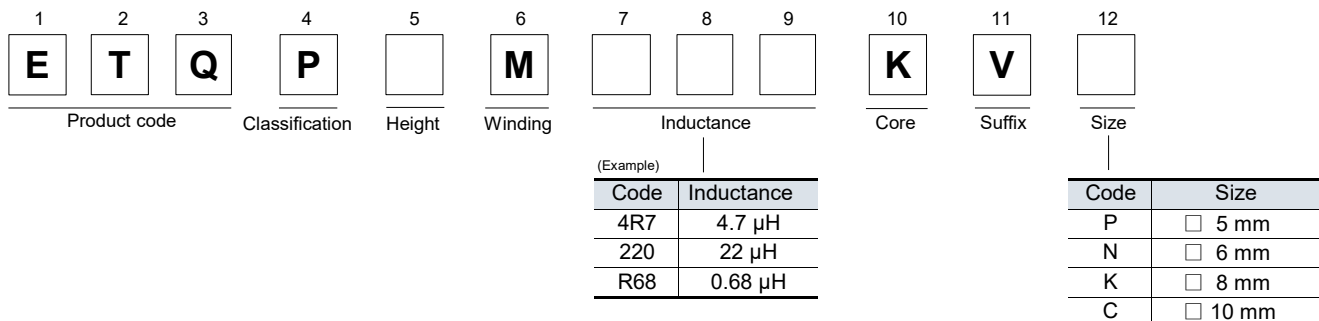 1 2 3 4 5 6 7 8 9 10 11 12
E T Q P M K V
Product code Classification Height Winding Inductance Core Suffix Size
(Example)
Code Inductance
4R7 4.7 µH
220 22 µH
R68 0.68 µH
Code Size
P □ 5 mm
N □ 6 mm
K □ 8 mm
C □ 10 mm